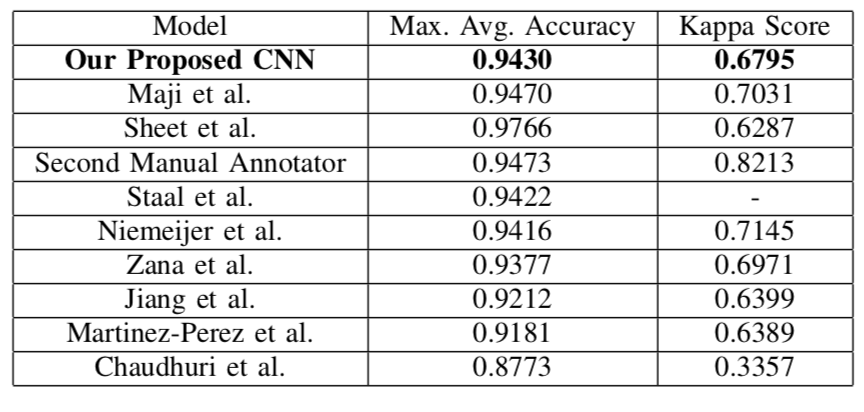 Model Max. Avg. Accuracy Kappa Score
Our Proposed CNN 0.9430 0.6795
Maji et al. 0.9470 0.7031
Sheet et al. 0.9766 0.6287
Second Manual Annotator 0.9473 0.8213
Staal et al. 0.9422 -
Niemeijer et al. 0.9416 0.7145
Zana et al. 0.9377 0.6971
Jiang et al. 0.9212 0.6399
Martinez-Perez et al. 0.9181 0.6389
Chaudhuri et al. 0.8773 0.3357